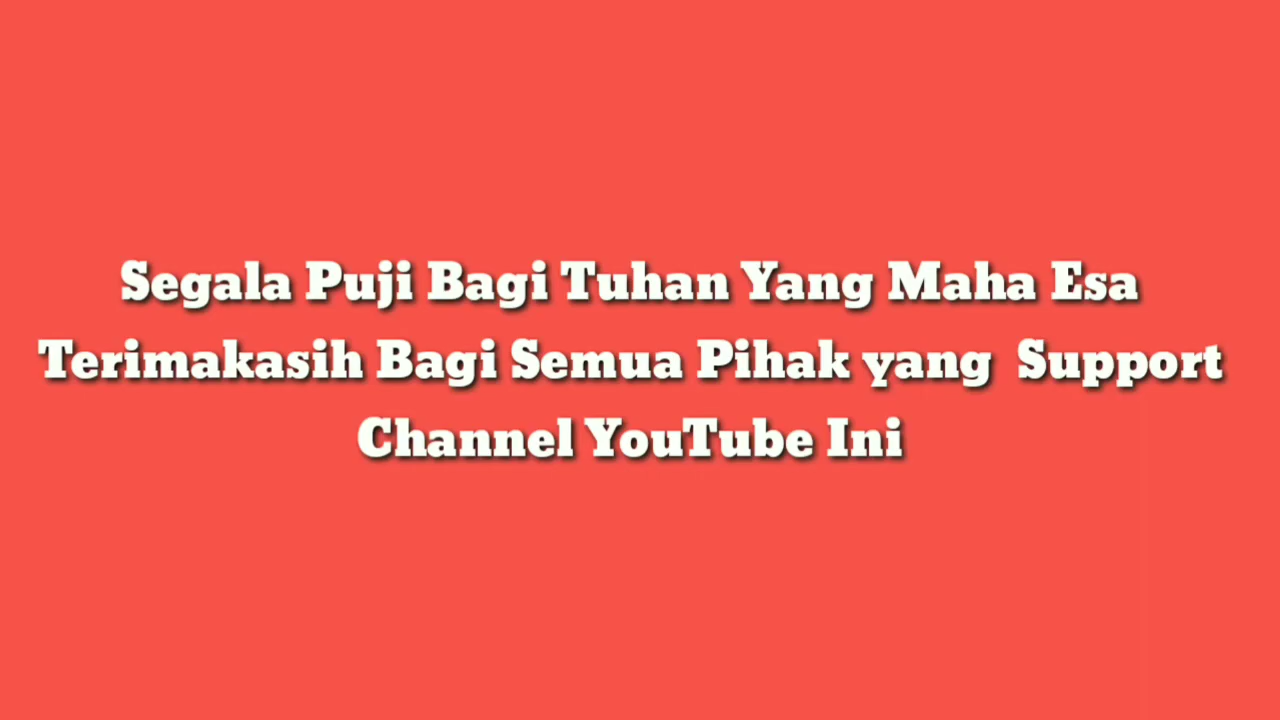 Segala Puji Bagi Tuhan Yang Maha Esa
Terimakasih Bagi Semua Pihak yang  Support
Channel YouTube Ini